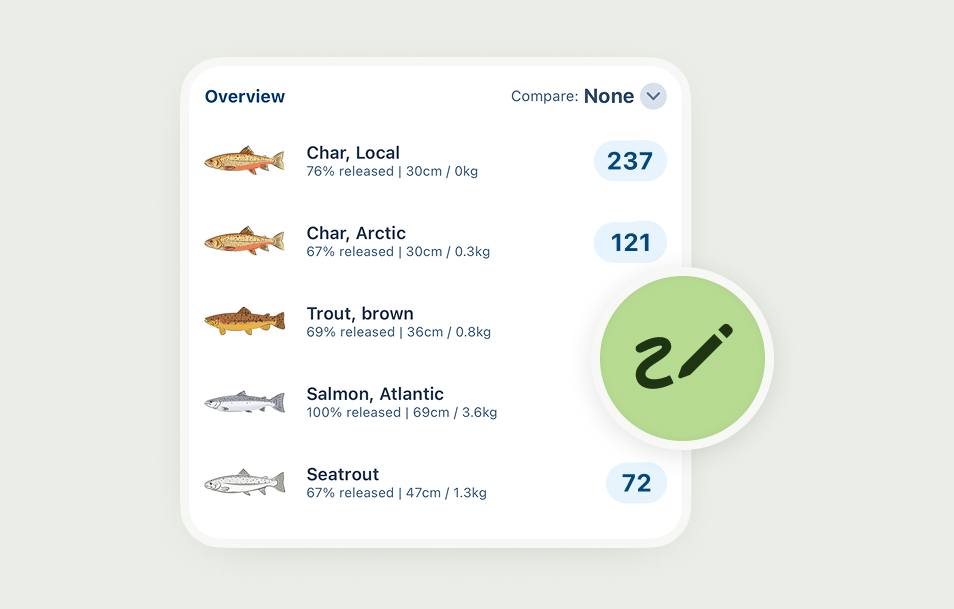 Overview
Compare: None
Char, Local
76% released | 30cm / 0kg
237
Char, Arctic
67% released | 30cm / 0.3kg
121
Trout, brown
69% released | 36cm / 0.8kg
Salmon, Atlantic
100% released | 69cm / 3.6kg
Seatrout
67% released | 47cm / 1.3kg
72